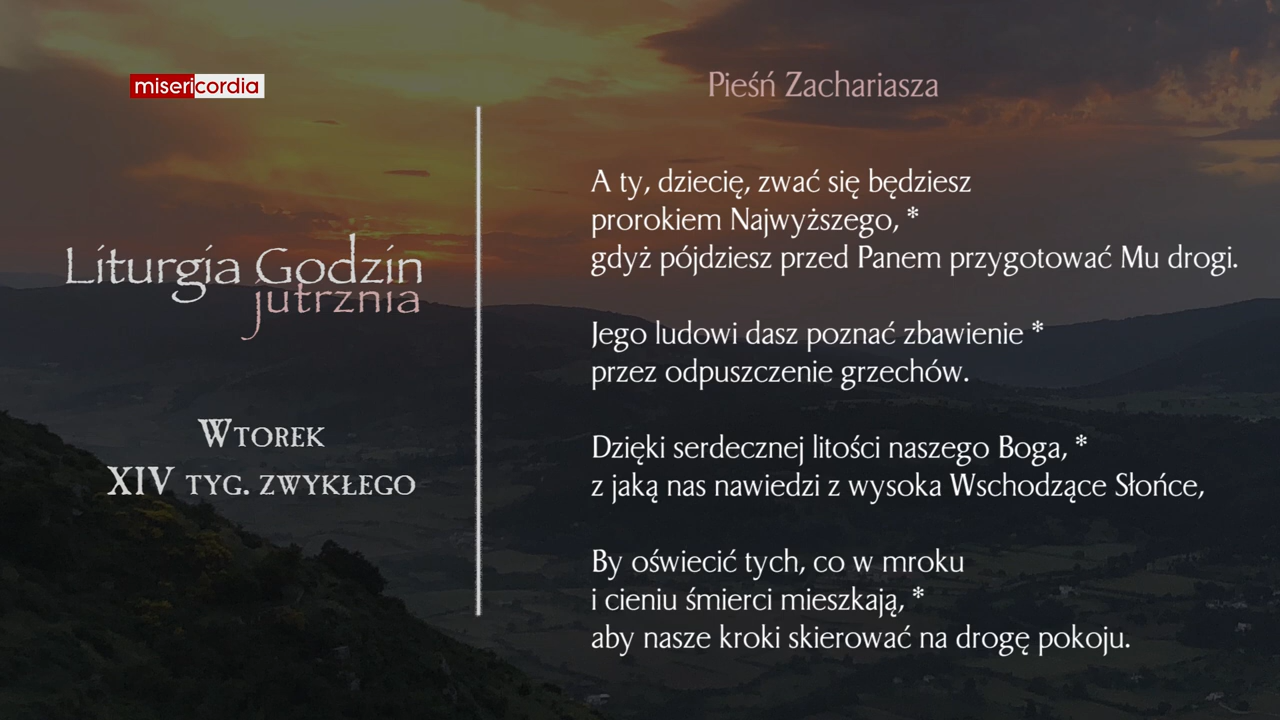 misericordia
Liturgia Godzin
jutrznia
Wtorek
XIV tyg. zwykłego
Pieśń Zachariasza
A ty, dziecię, zwać się będziesz
prorokiem Najwyższego, *
gdyż pójdziesz przed Panem przygotować Mu drogi.
Jego ludowi dasz poznać zbawienie *
przez odpuszczenie grzechów.
Dzięki serdecznej litości naszego Boga, *
z jaką nas nawiedzi z wysoka Wschodzące Słońce,
By oświecić tych, co w mroku
i cieniu śmierci mieszkają, *
aby nasze kroki skierować na drogę pokoju.